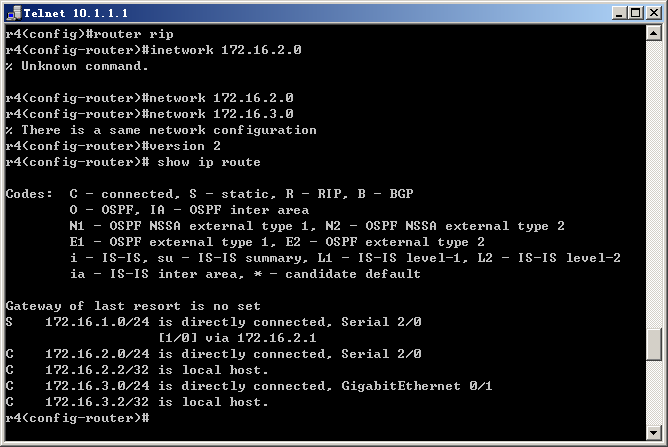 Telnet 10.1.1.1
r4(config)#router rip
r4(config-router)#inetwork 172.16.2.0
% Unknown command.
r4(config-router)#network 172.16.2.0
r4(config-router)#network 172.16.3.0
% There is a same network configuration
r4(config-router)#version 2
r4(config-router)# show ip route
Codes:  C - connected, S - static, R - RIP, B - BGP
        O - OSPF, IA - OSPF inter area
        N1 - OSPF NSSA external type 1, N2 - OSPF NSSA external type 2
        E1 - OSPF external type 1, E2 - OSPF external type 2
        i - IS-IS, su - IS-IS summary, L1 - IS-IS level-1, L2 - IS-IS level-2
        ia - IS-IS inter area, * - candidate default
Gateway of last resort is no set
S    172.16.1.0/24 is directly connected, Serial 2/0
                   [1/0] via 172.16.2.1
C    172.16.2.0/24 is directly connected, Serial 2/0
C    172.16.2.2/32 is local host.
C    172.16.3.0/24 is directly connected, GigabitEthernet 0/1
C    172.16.3.2/32 is local host.
r4(config-router)#